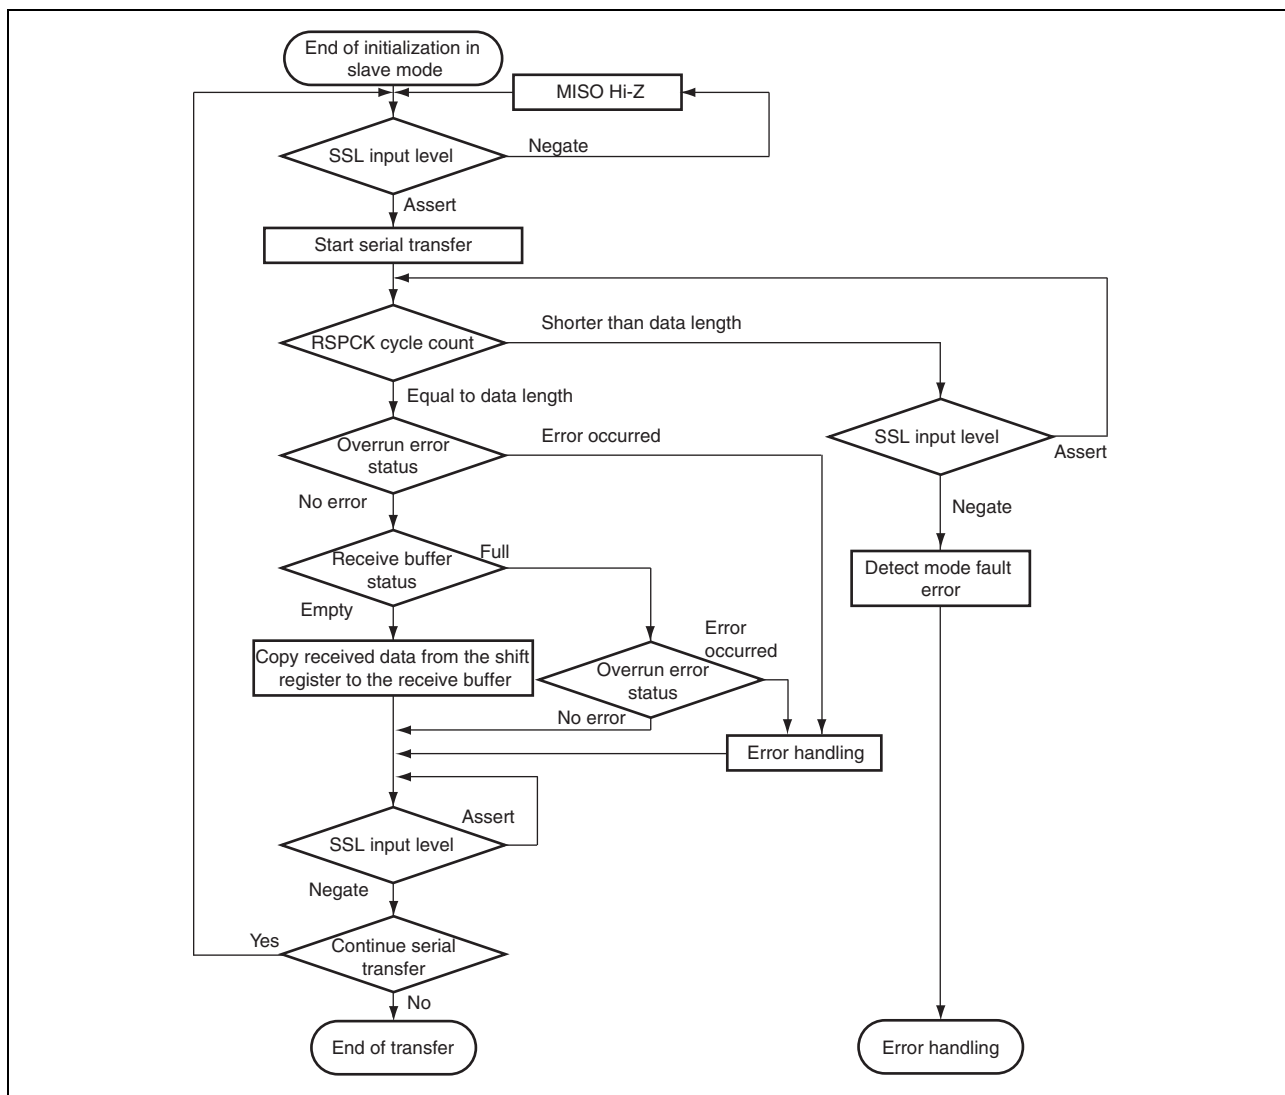 End of initialization in
slave mode
MISO Hi-Z
SSL input level
Negate
Assert
Start serial transfer
RSPCK cycle count
Shorter than data length
Equal to data length
SSL input level
Assert
Overrun error
status
Error occurred
No error
Negate
Receive buffer
status
Full
Detect mode fault
error
Empty
Copy received data from the shift
register to the receive buffer
Error
occurred
Overrun error
status
No error
Error handling
Assert
SSL input level
Negate
Yes
Continue serial
transfer
No
End of transfer
Error handling